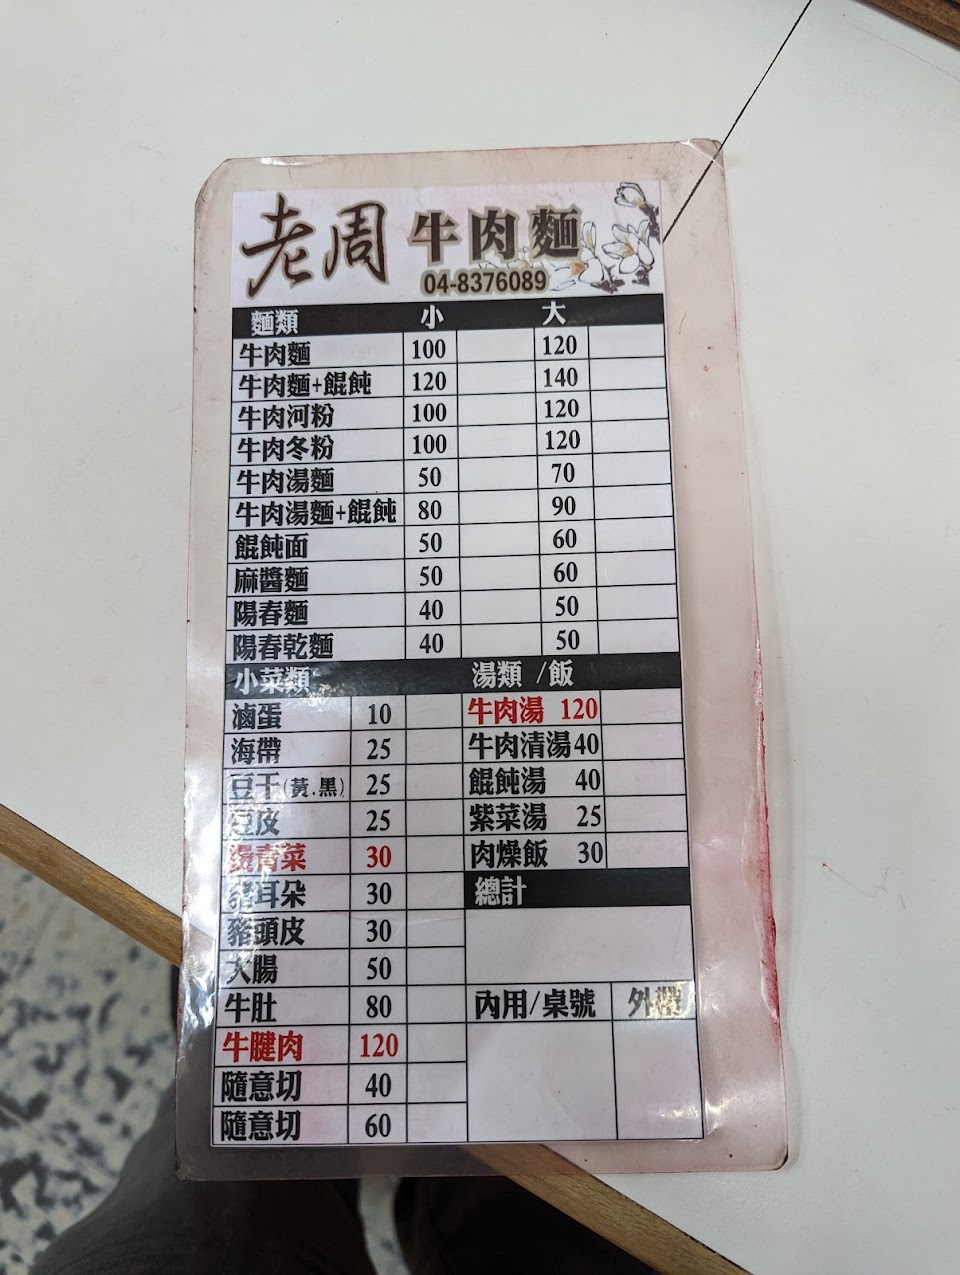 老周 牛肉麵
04-8376089
麵類 小 大
牛肉麵 100 120
牛肉麵+餛飩 120 140
牛肉河粉 100 120
牛肉冬粉 100 120
牛肉湯麵 50 70
牛肉湯麵+餛飩 80 90
餛飩面 50 60
麻醬麵 50 60
陽春麵 40 50
陽春乾麵 40 50
小菜類 湯類 /飯
滷蛋 10 牛肉湯 120
海帶 25 牛肉清湯 40
豆干(黃.黑) 25 餛飩湯 40
豆皮 25 紫菜湯 25
燙青菜 30 肉燥飯 30
豬耳朵 30 總計
豬頭皮 30
大腸 50
牛肚 80 內用/桌號 外帶
牛腱肉 120
隨意切 40
隨意切 60